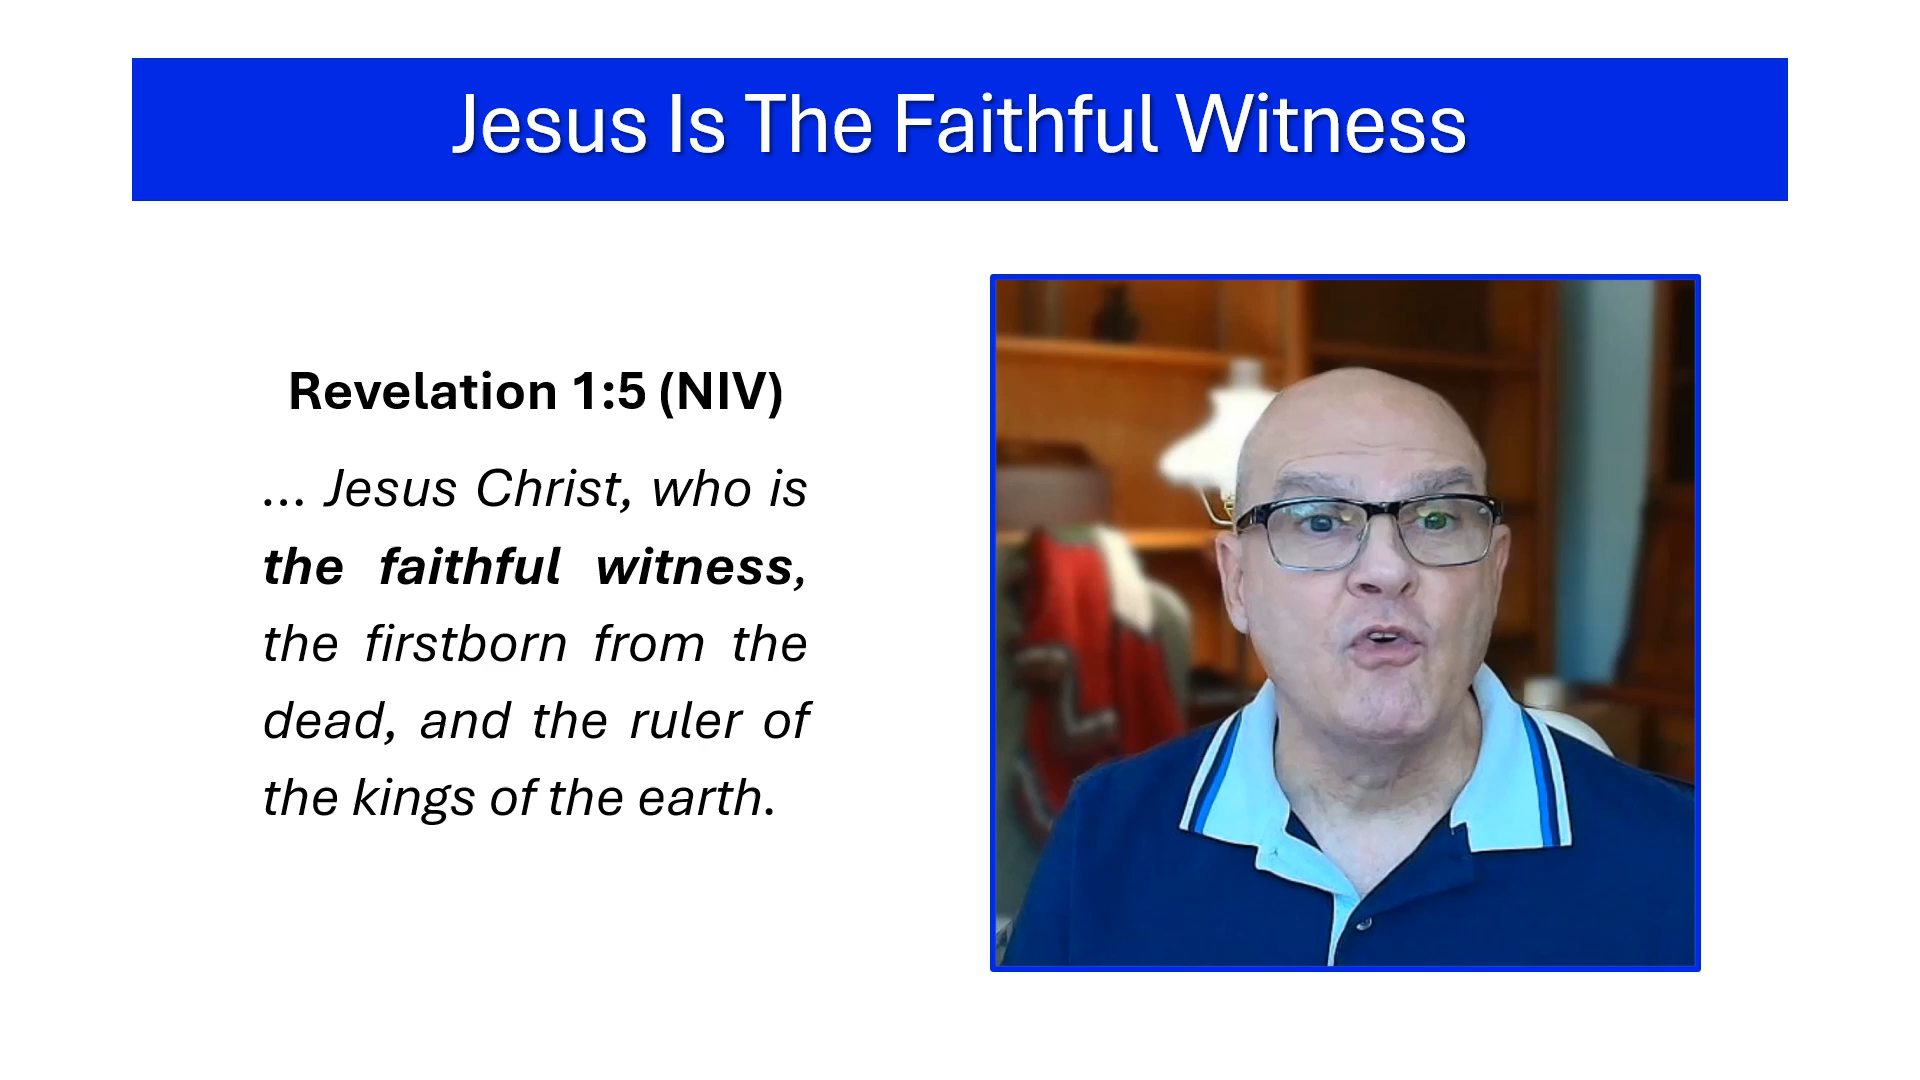 Jesus Is The Faithful Witness
Revelation 1:5 (NIV)
... Jesus Christ, who is
the faithful witness,
the firstborn from the
dead, and the ruler of
the kings of the earth.